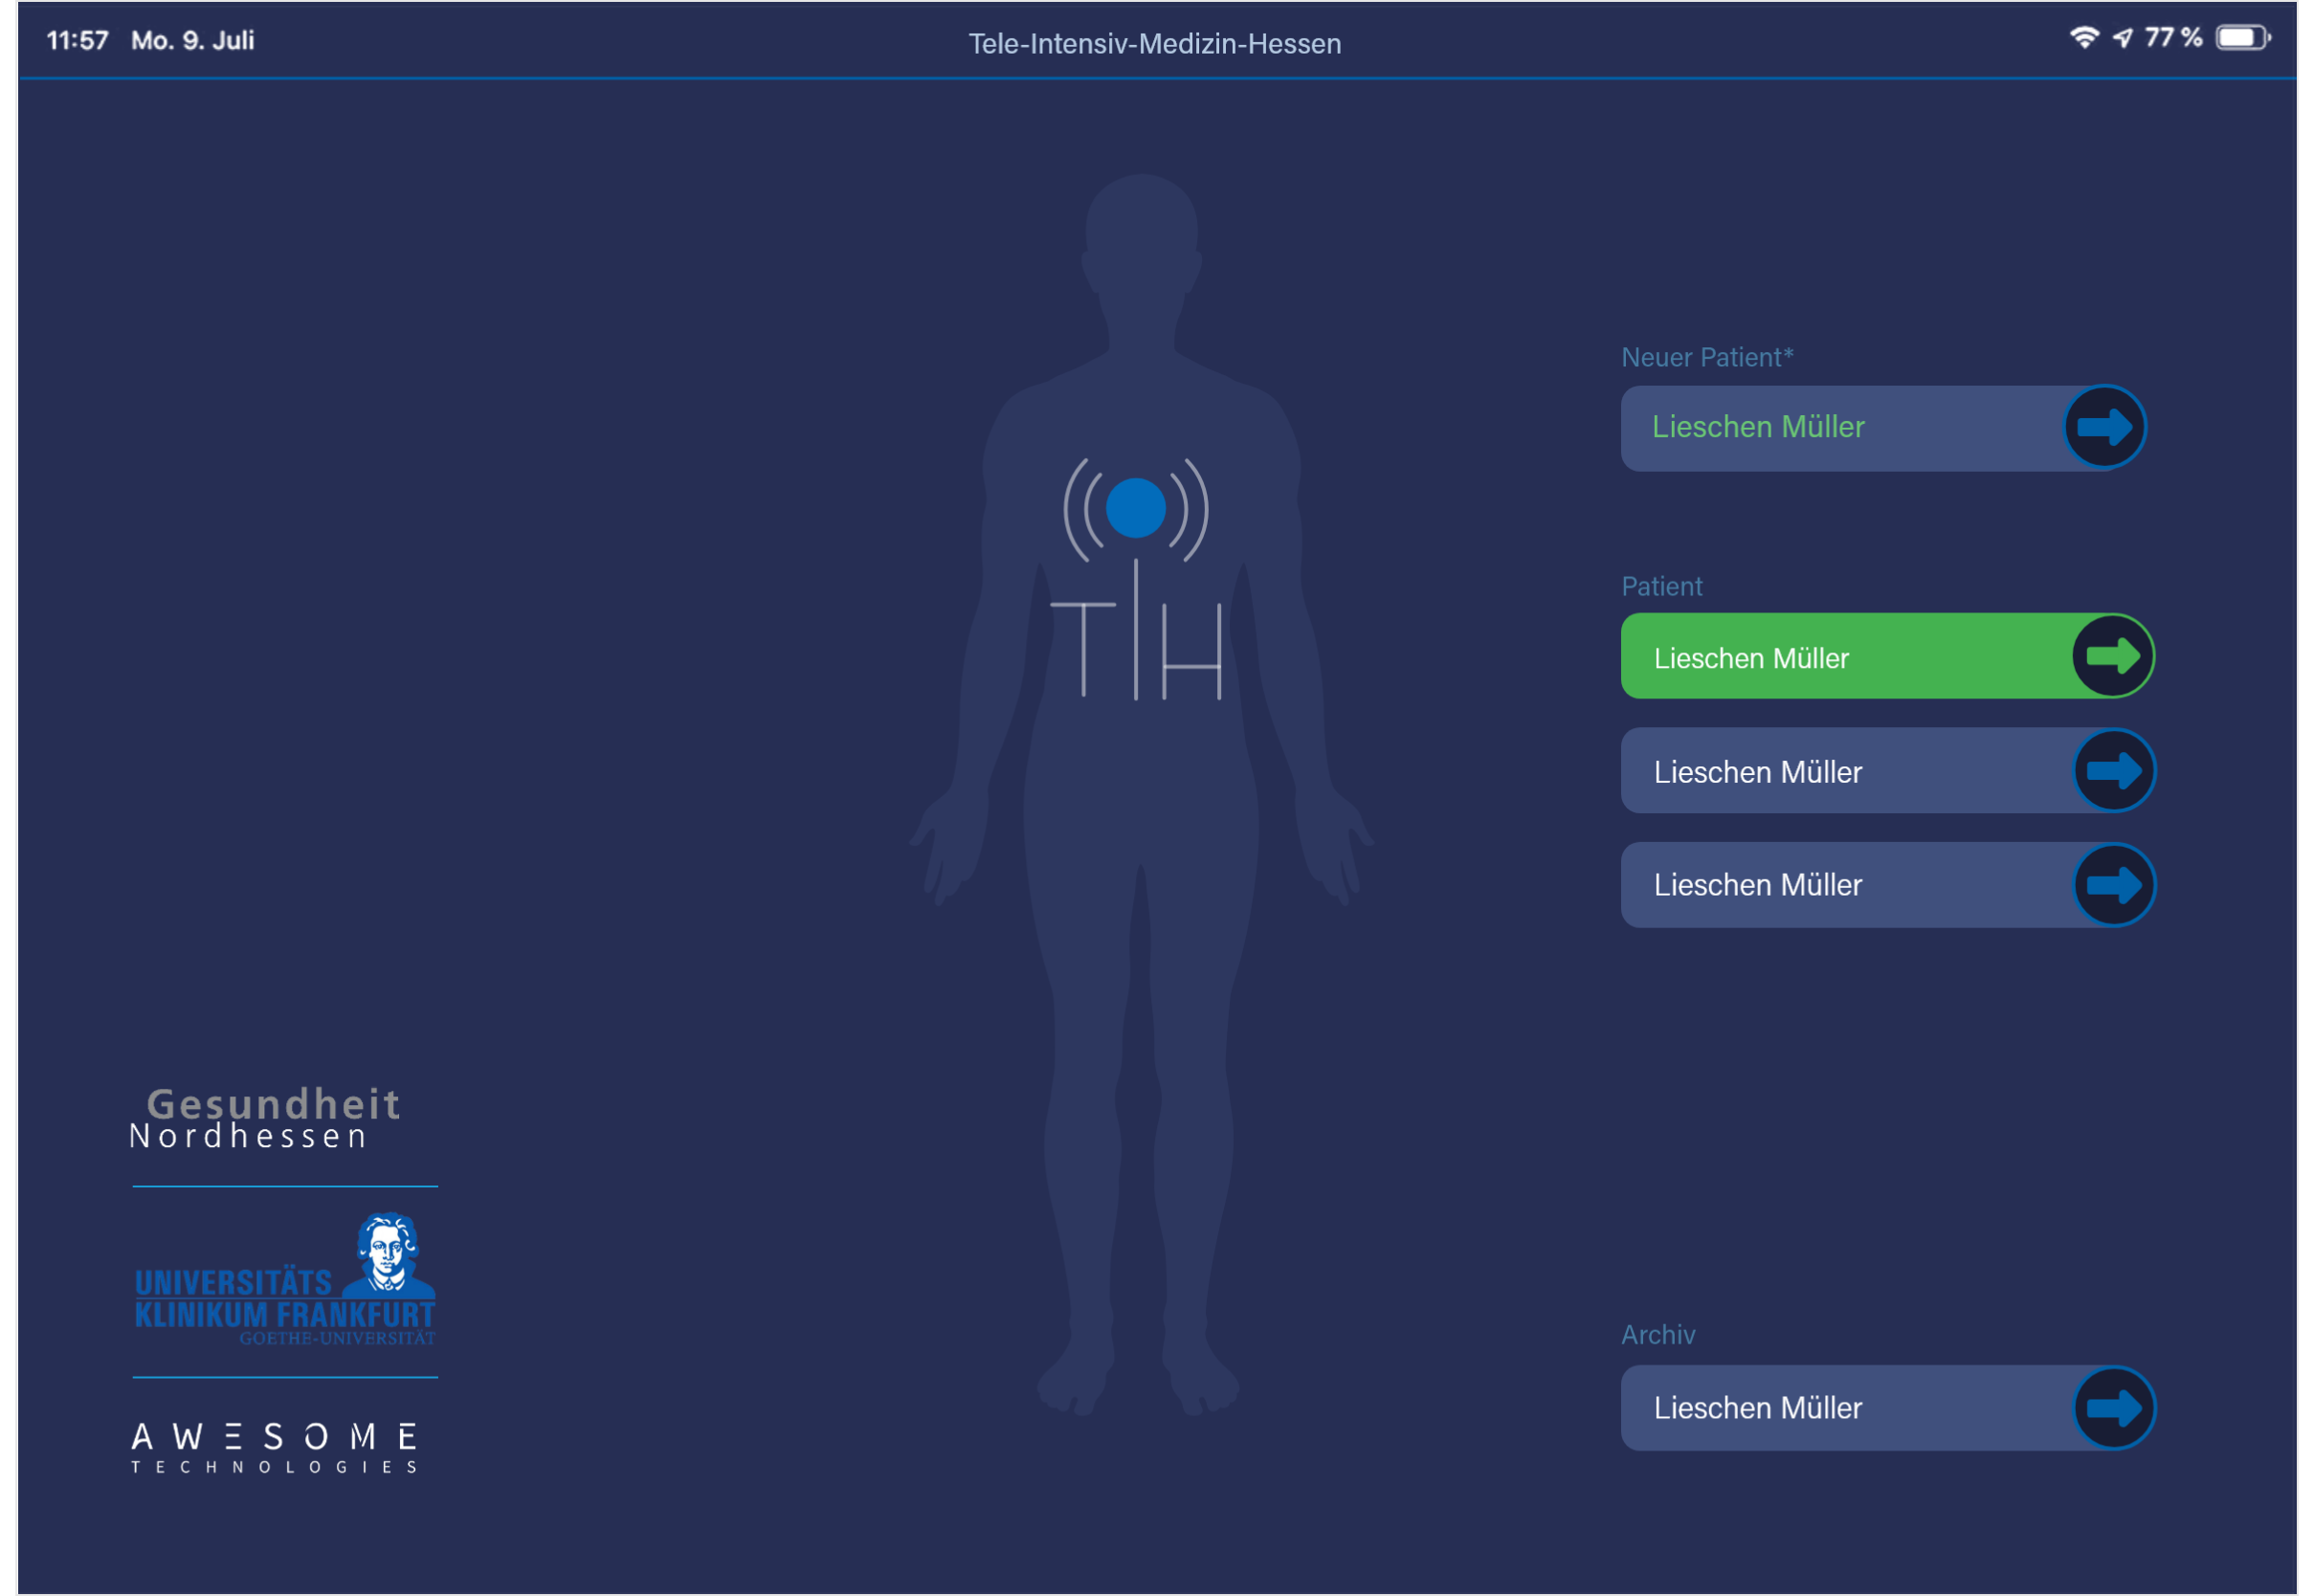 11:57 Mo. 9. Juli
Tele-Intensiv-Medizin-Hessen
77 %
TIH
Neuer Patient*
Lieschen Müller
Patient
Lieschen Müller
Lieschen Müller
Lieschen Müller
Archiv
Lieschen Müller
Gesundheit
Nordhessen
UNIVERSITÄTS
KLINIKUM FRANKFURT
GOETHE-UNIVERSITÄT
AWESOME
TECHNOLOGIES